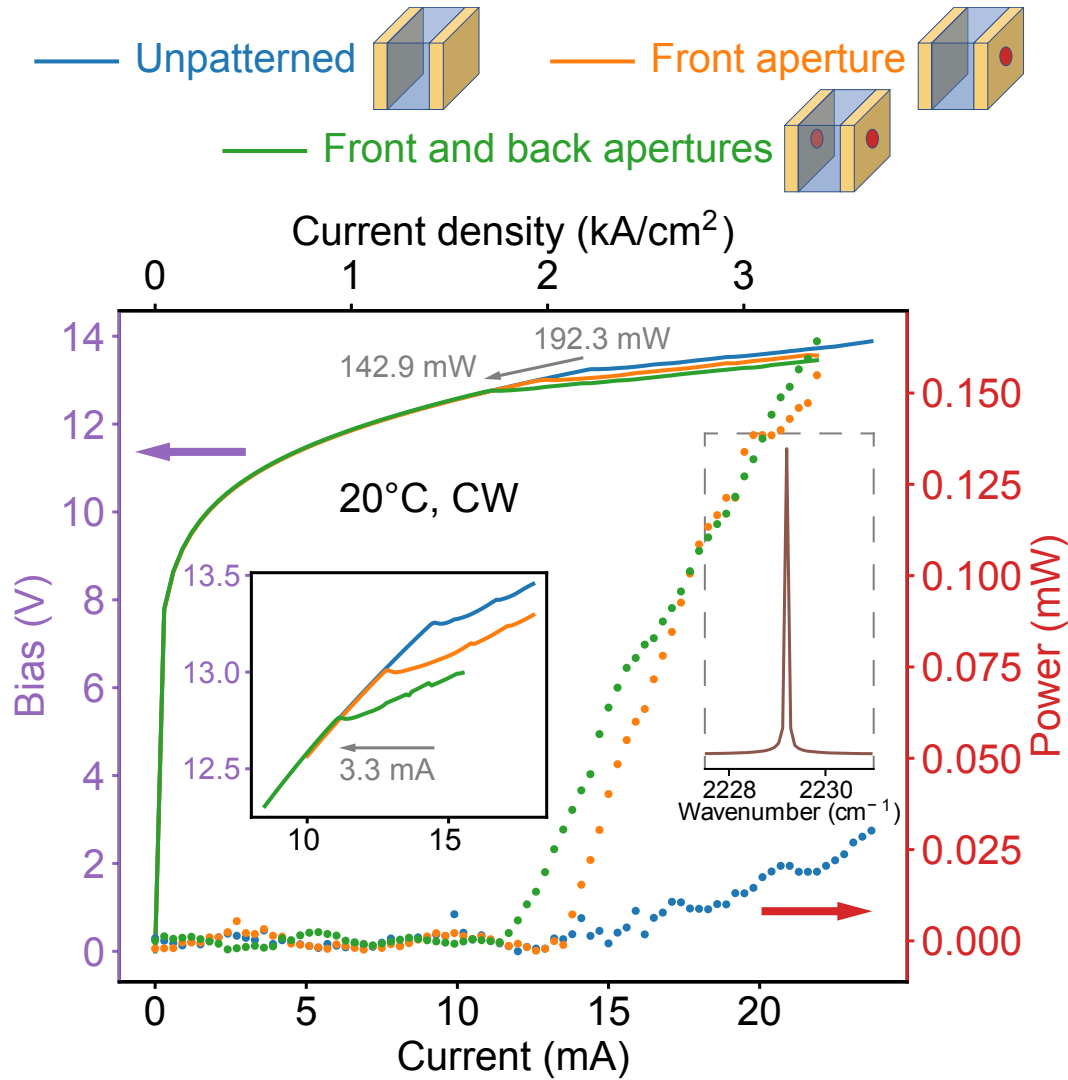 Unpatterned
Front aperture
Front and back apertures
Current density (kA/cm²)
0 1 2 3
14
12
10
8
6
4
2
0
Bias (V)
192.3 mW
142.9 mW
20°C, CW
13.5
13.0
12.5
3.3 mA
10 15
2228 2230
Wavenumber (cm⁻¹)
0.150
0.125
0.100
0.075
0.050
0.025
0.000
Power (mW)
0 5 10 15 20
Current (mA)